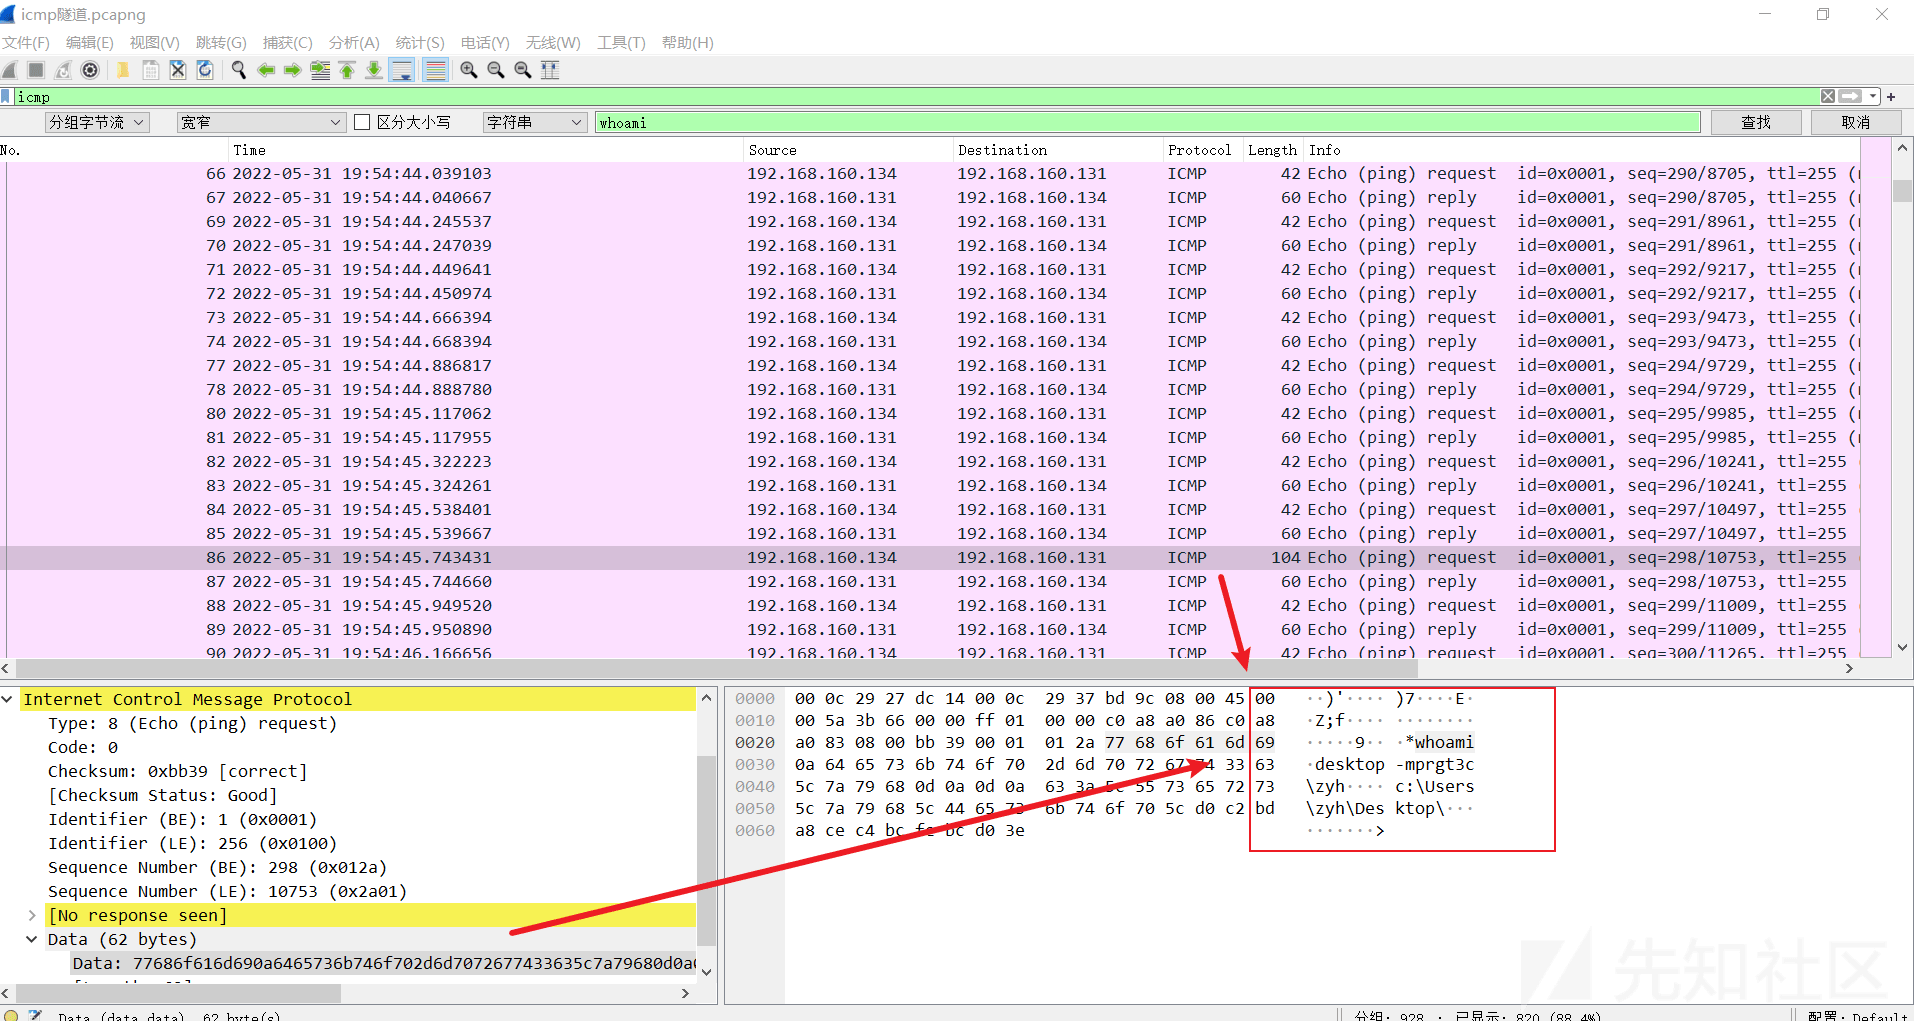 icmp隧道.pcapng
文件(F) 编辑(E) 视图(V) 跳转(G) 捕获(C) 分析(A) 统计(S) 电话(Y) 无线(W) 工具(T) 帮助(H)
icmp
分组字节流 宽窄 区分大小写 字符串 whoami 查找 取消
No. Time Source Destination Protocol Length Info
66 2022-05-31 19:54:44.039103 192.168.160.134 192.168.160.131 ICMP 42 Echo (ping) request id=0x0001, seq=290/8705, ttl=255 (
67 2022-05-31 19:54:44.040667 192.168.160.131 192.168.160.134 ICMP 60 Echo (ping) reply id=0x0001, seq=290/8705, ttl=255 (
69 2022-05-31 19:54:44.245537 192.168.160.134 192.168.160.131 ICMP 42 Echo (ping) request id=0x0001, seq=291/8961, ttl=255 (
70 2022-05-31 19:54:44.247039 192.168.160.131 192.168.160.134 ICMP 60 Echo (ping) reply id=0x0001, seq=291/8961, ttl=255 (
71 2022-05-31 19:54:44.449641 192.168.160.134 192.168.160.131 ICMP 42 Echo (ping) request id=0x0001, seq=292/9217, ttl=255 (
72 2022-05-31 19:54:44.450974 192.168.160.131 192.168.160.134 ICMP 60 Echo (ping) reply id=0x0001, seq=292/9217, ttl=255 (
73 2022-05-31 19:54:44.666394 192.168.160.134 192.168.160.131 ICMP 42 Echo (ping) request id=0x0001, seq=293/9473, ttl=255 (
74 2022-05-31 19:54:44.668394 192.168.160.131 192.168.160.134 ICMP 60 Echo (ping) reply id=0x0001, seq=293/9473, ttl=255 (
77 2022-05-31 19:54:44.886817 192.168.160.134 192.168.160.131 ICMP 42 Echo (ping) request id=0x0001, seq=294/9729, ttl=255 (
78 2022-05-31 19:54:44.888780 192.168.160.131 192.168.160.134 ICMP 60 Echo (ping) reply id=0x0001, seq=294/9729, ttl=255 (
80 2022-05-31 19:54:45.117062 192.168.160.134 192.168.160.131 ICMP 42 Echo (ping) request id=0x0001, seq=295/9985, ttl=255 (
81 2022-05-31 19:54:45.117955 192.168.160.131 192.168.160.134 ICMP 60 Echo (ping) reply id=0x0001, seq=295/9985, ttl=255 (
82 2022-05-31 19:54:45.322223 192.168.160.134 192.168.160.131 ICMP 42 Echo (ping) request id=0x0001, seq=296/10241, ttl=255
83 2022-05-31 19:54:45.324261 192.168.160.131 192.168.160.134 ICMP 60 Echo (ping) reply id=0x0001, seq=296/10241, ttl=255
84 2022-05-31 19:54:45.538401 192.168.160.134 192.168.160.131 ICMP 42 Echo (ping) request id=0x0001, seq=297/10497, ttl=255
85 2022-05-31 19:54:45.539667 192.168.160.131 192.168.160.134 ICMP 60 Echo (ping) reply id=0x0001, seq=297/10497, ttl=255
86 2022-05-31 19:54:45.743431 192.168.160.134 192.168.160.131 ICMP 104 Echo (ping) request id=0x0001, seq=298/10753, ttl=255
87 2022-05-31 19:54:45.744660 192.168.160.131 192.168.160.134 ICMP 60 Echo (ping) reply id=0x0001, seq=298/10753, ttl=255
88 2022-05-31 19:54:45.949520 192.168.160.134 192.168.160.131 ICMP 42 Echo (ping) request id=0x0001, seq=299/11009, ttl=255
89 2022-05-31 19:54:45.950890 192.168.160.131 192.168.160.134 ICMP 60 Echo (ping) reply id=0x0001, seq=299/11009, ttl=255
90 2022-05-31 19:54:46.166656 192.168.160.134 192.168.160.131 ICMP 42 Echo (ping) request id=0x0001, seq=300/11265, ttl=255
Internet Control Message Protocol
Type: 8 (Echo (ping) request)
Code: 0
Checksum: 0xbb39 [correct]
[Checksum Status: Good]
Identifier (BE): 1 (0x0001)
Identifier (LE): 256 (0x0100)
Sequence Number (BE): 298 (0x012a)
Sequence Number (LE): 10753 (0x2a01)
[No response seen]
Data (62 bytes)
Data: 77686f616d690a6465736b746f702d6d7072677433635c7a79680d0a
0000 00 0c 29 27 dc 14 00 0c 29 37 bd 9c 08 00 45 00 ··)'···· )7····E·
0010 00 5a 3b 66 00 00 ff 01 00 00 c0 a8 a0 86 c0 a8 ·Z;f···· ········
0020 a0 83 08 00 bb 39 00 01 01 2a 77 68 6f 61 6d 69 ·····9·· ·*whoami
0030 0a 64 65 73 6b 74 6f 70 2d 6d 70 72 67 74 33 63 ·desktop -mprgt3c
0040 5c 7a 79 68 0d 0a 0d 0a 63 3a 5c 55 73 65 72 73 \zyh···· c:\Users
0050 5c 7a 79 68 5c 44 65 73 6b 74 6f 70 5c d0 c2 bd \zyh\Des ktop\···
0060 a8 ce c4 bc fe bc d0 3e ·······>
先知社区
Data (data.data), 62 byte(s)
分组: 928 · 已显示: 820 (88.4%)
配置: Default